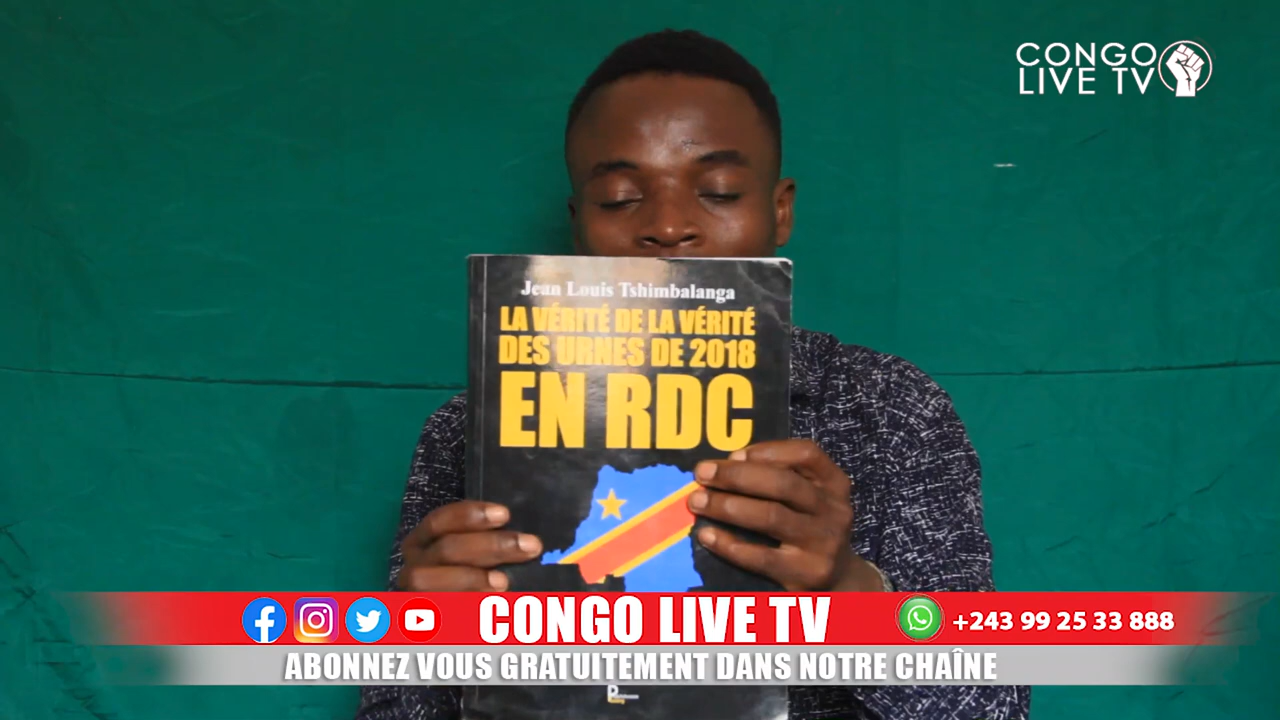 CONGO
LIVE TV
Jean Louis Tshimbalanga
LA VÉRITÉ DE LA VÉRITÉ
DES URNES DE 2018
EN RDC
CONGO LIVE TV
+243 99 25 33 888
ABONNEZ VOUS GRATUITEMENT DANS NOTRE CHAÎNE